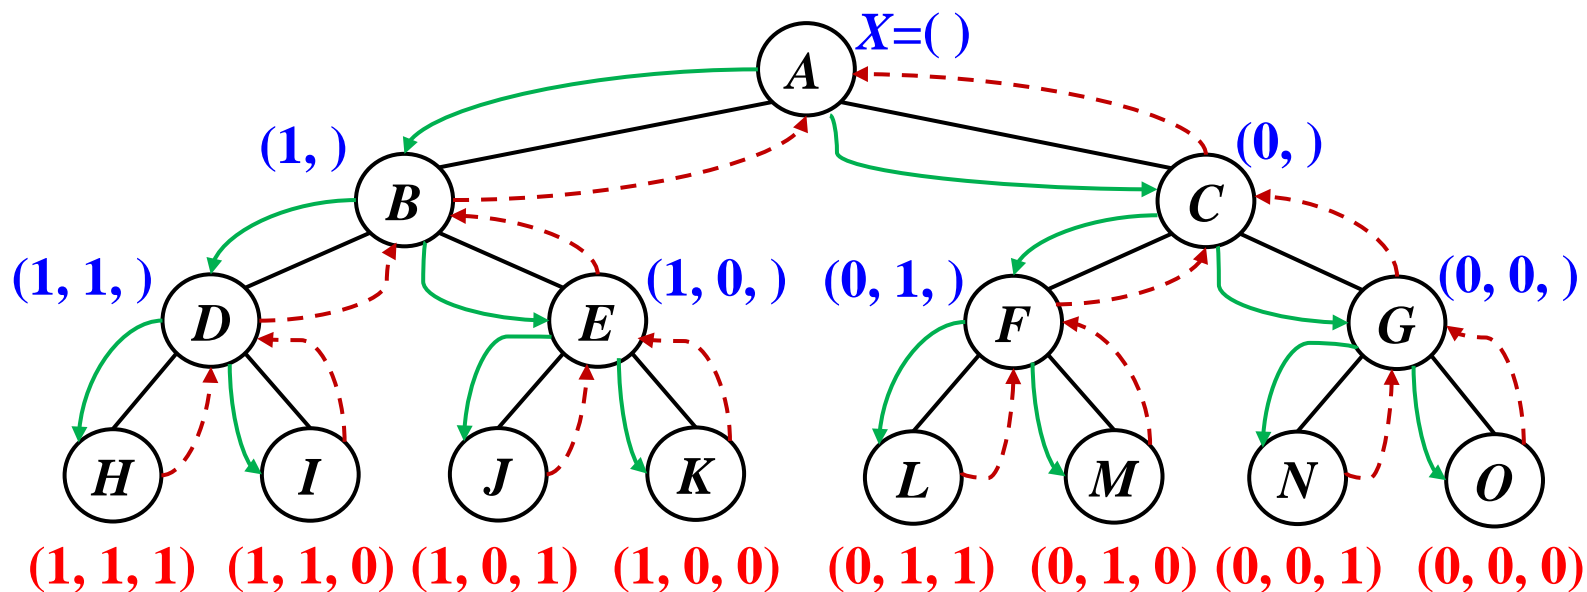 A X=( )
(1, ) B C (0, )
(1, 1, ) D E (1, 0, ) (0, 1, ) F G (0, 0, )
H I J K L M N O
(1, 1, 1) (1, 1, 0) (1, 0, 1) (1, 0, 0) (0, 1, 1) (0, 1, 0) (0, 0, 1) (0, 0, 0)